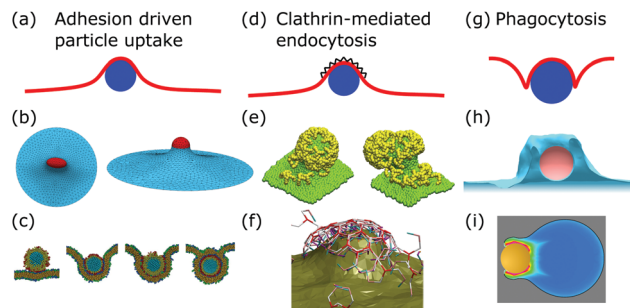 (a) Adhesion driven
particle uptake
(d) Clathrin-mediated
endocytosis
(g) Phagocytosis
(b)
(e)
(h)
(c)
(f)
(i)